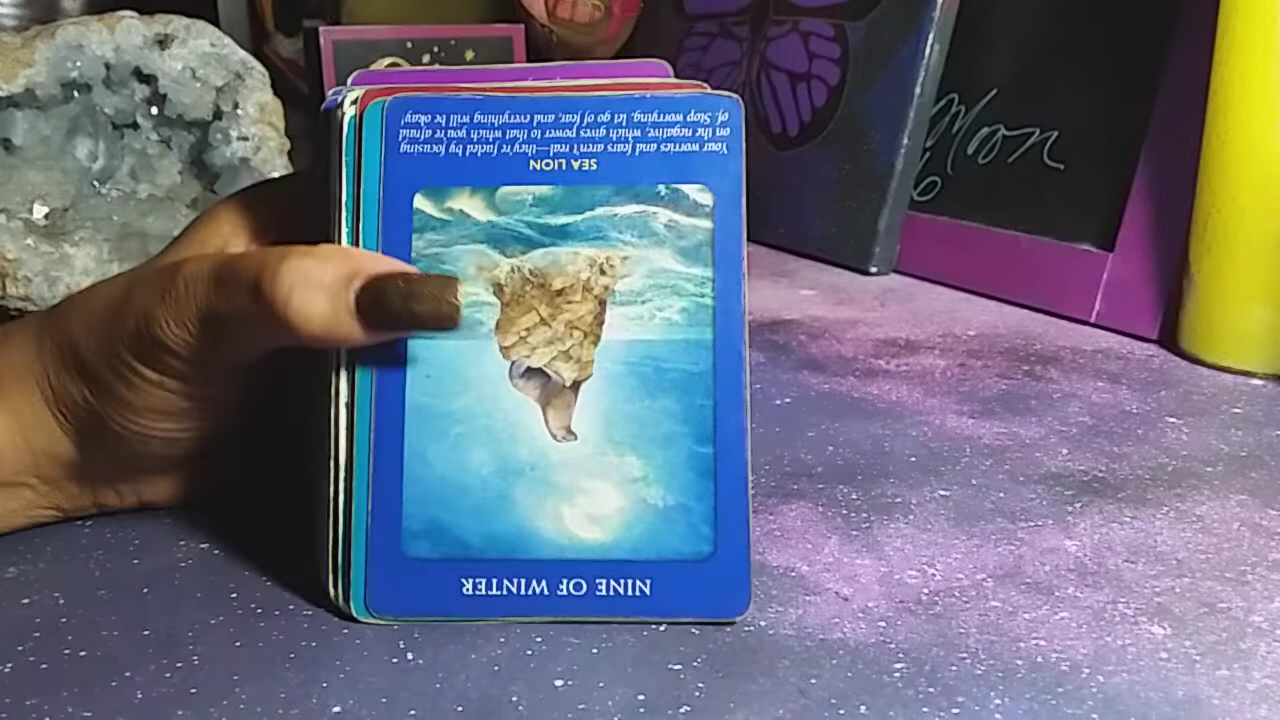 NINE OF WINTER
SEA LION
Your worries and fears aren't real—they're fueled by focusing
on the negative, which gives power to that which you're afraid
of. Stop worrying, let go of fear, and everything will be okay!
Moon
6